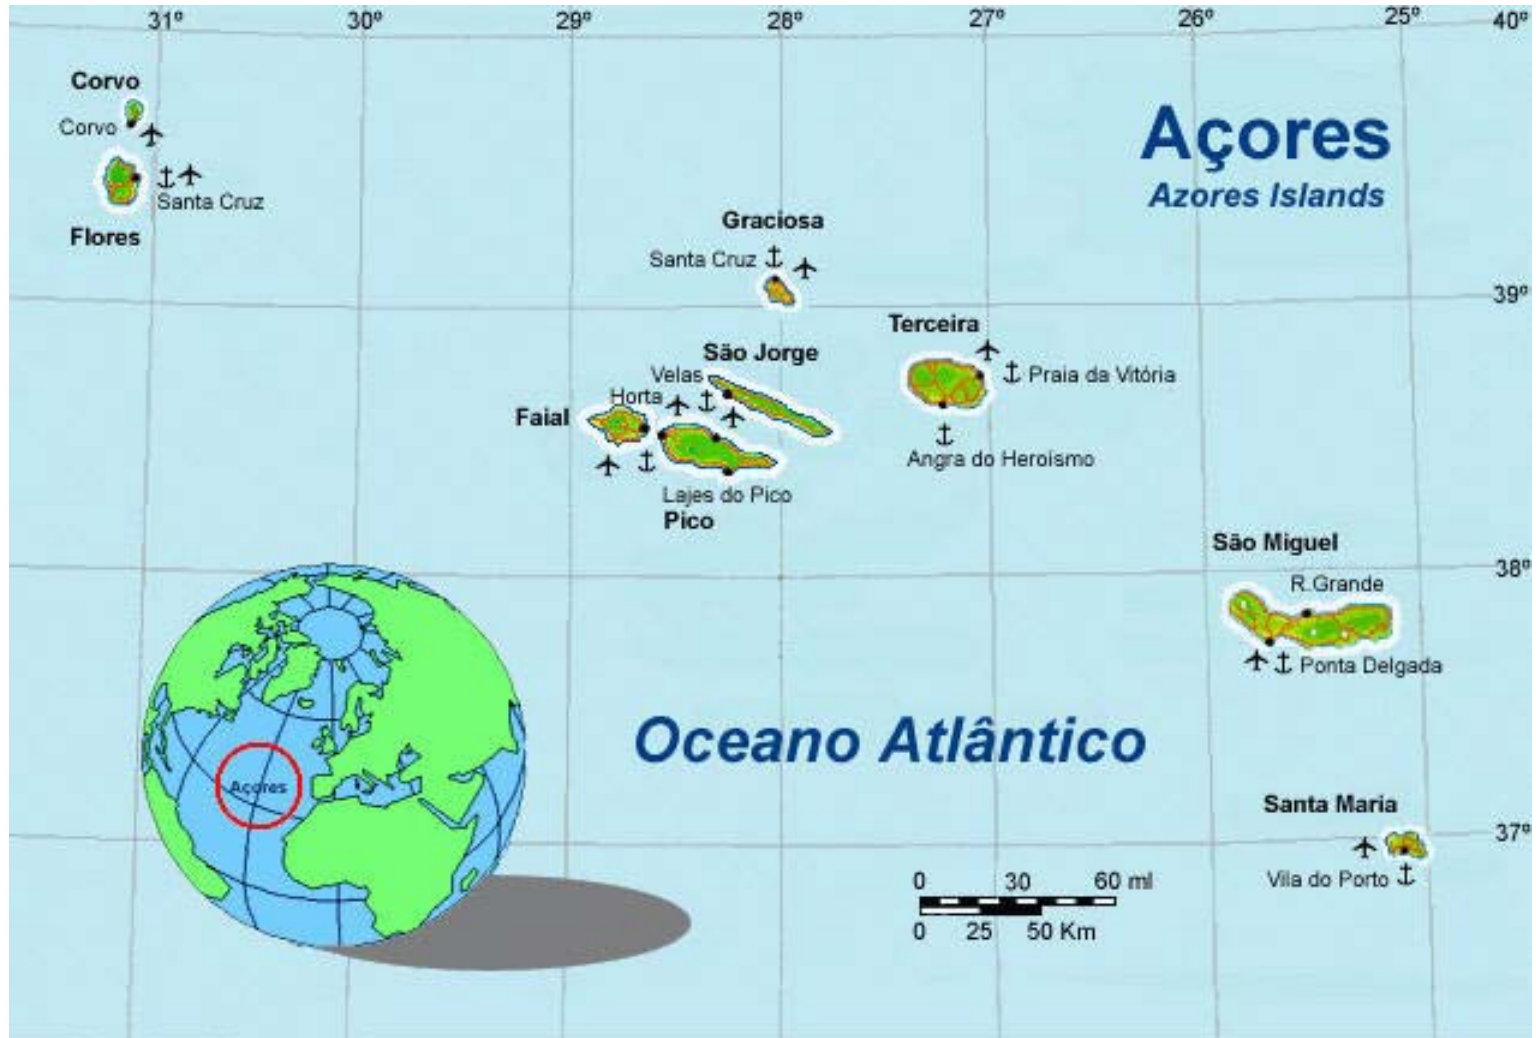 31º 30º 29º 28º 27º 26º 25º 40º
Corvo
Corvo
Santa Cruz
Flores
Açores
Azores Islands
Graciosa
Santa Cruz
39º
Terceira
São Jorge
Velas
Praia da Vitória
Horta
Faial
Angra do Heroísmo
Lajes do Pico
Pico
São Miguel
38º
R.Grande
Ponta Delgada
Oceano Atlântico
Açores
Santa Maria
37º
Vila do Porto
0 30 60 ml
0 25 50 Km